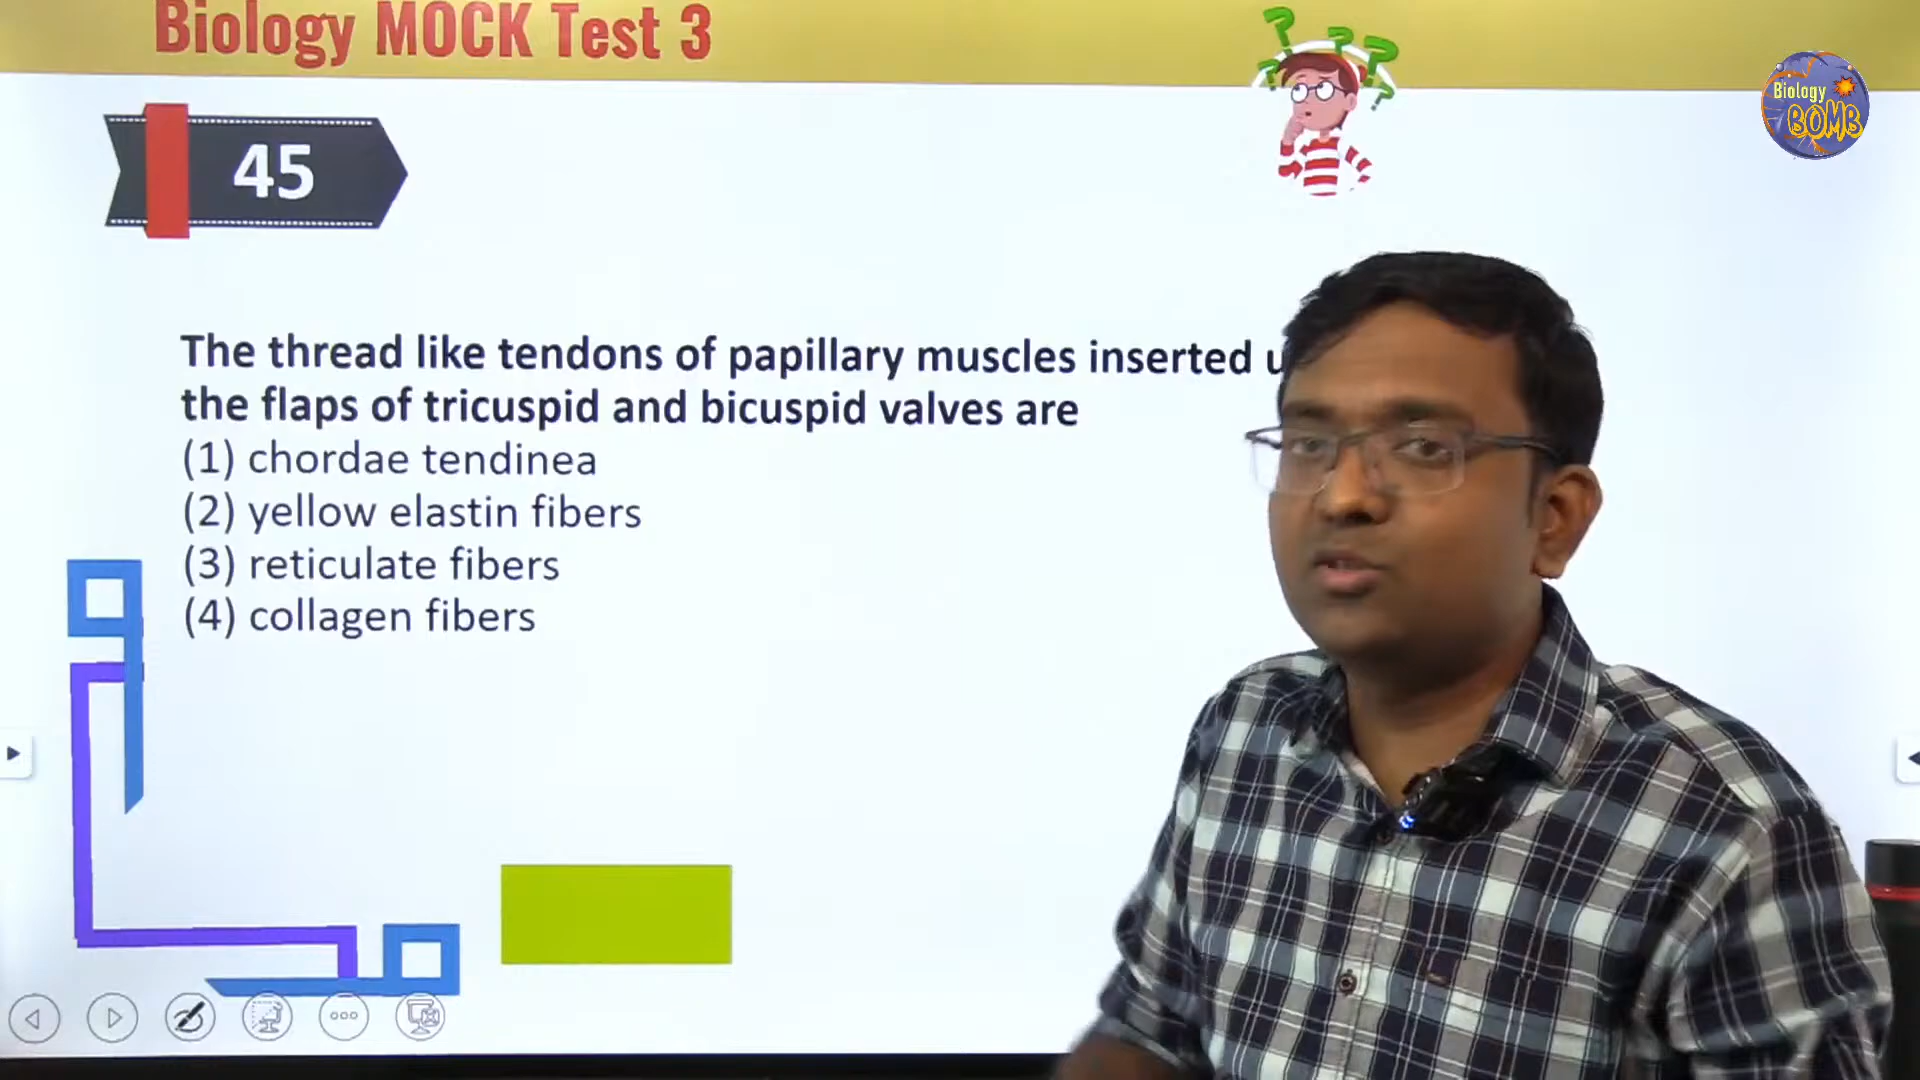 Biology MOCK Test 3
Biology
BOMB
45
The thread like tendons of papillary muscles inserted
the flaps of tricuspid and bicuspid valves are
(1) chordae tendinea
(2) yellow elastin fibers
(3) reticulate fibers
(4) collagen fibers